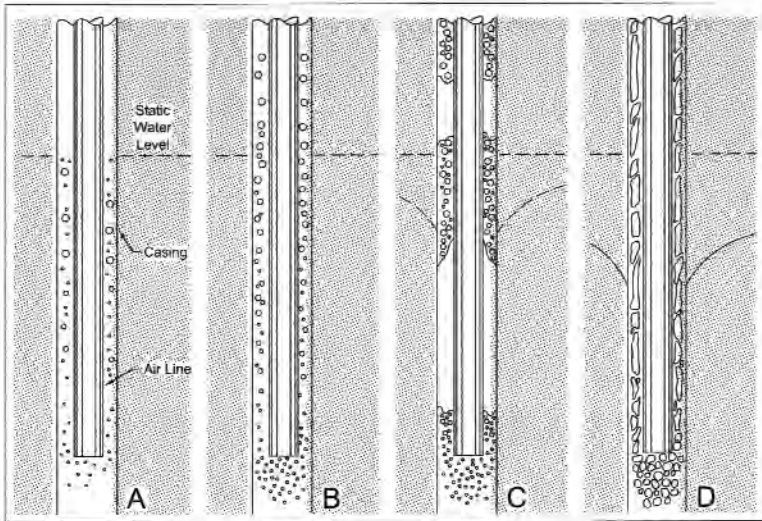 Static
Water
Level
Casing
Air Line
A
B
C
D